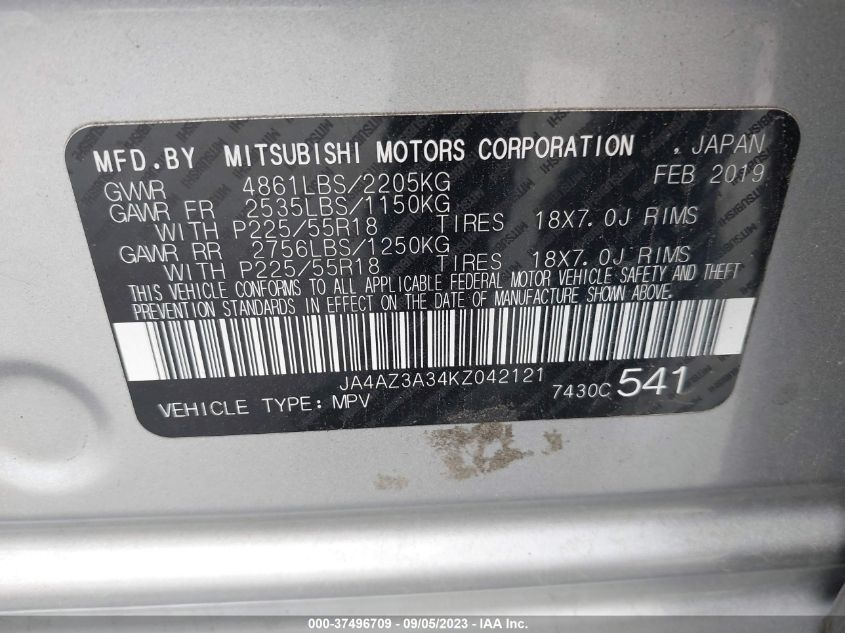 MFD.BY MITSUBISHI MOTORS CORPORATION , JAPAN
GVWR 4861LBS/2205KG FEB 2019
GAWR FR 2535LBS/1150KG
WITH P225/55R18 TIRES 18X7.0J RIMS
GAWR RR 2756LBS/1250KG
WITH P225/55R18 TIRES 18X7.0J RIMS
THIS VEHICLE CONFORMS TO ALL APPLICABLE FEDERAL MOTOR VEHICLE SAFETY AND THEFT
PREVENTION STANDARDS IN EFFECT ON THE DATE OF MANUFACTURE SHOWN ABOVE.
JA4AZ3A34KZ042121
VEHICLE TYPE: MPV 7430C 541
000-37496709 - 09/05/2023 - IAA Inc.